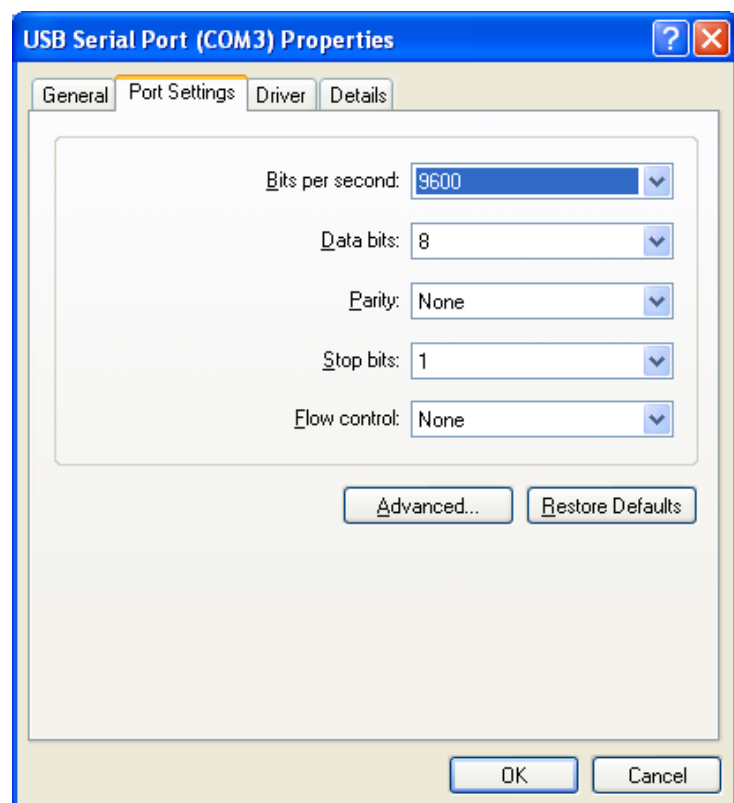 USB Serial Port (COM3) Properties
General Port Settings Driver Details
Bits per second: 9600
Data bits: 8
Parity: None
Stop bits: 1
Flow control: None
Advanced... Restore Defaults
OK Cancel